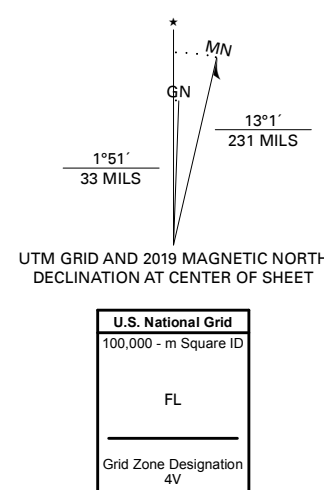 ★
MN
GN
13°1´
231 MILS
1°51´
33 MILS
UTM GRID AND 2019 MAGNETIC NORTH
DECLINATION AT CENTER OF SHEET
U.S. National Grid
100,000 - m Square ID
FL
Grid Zone Designation
4V